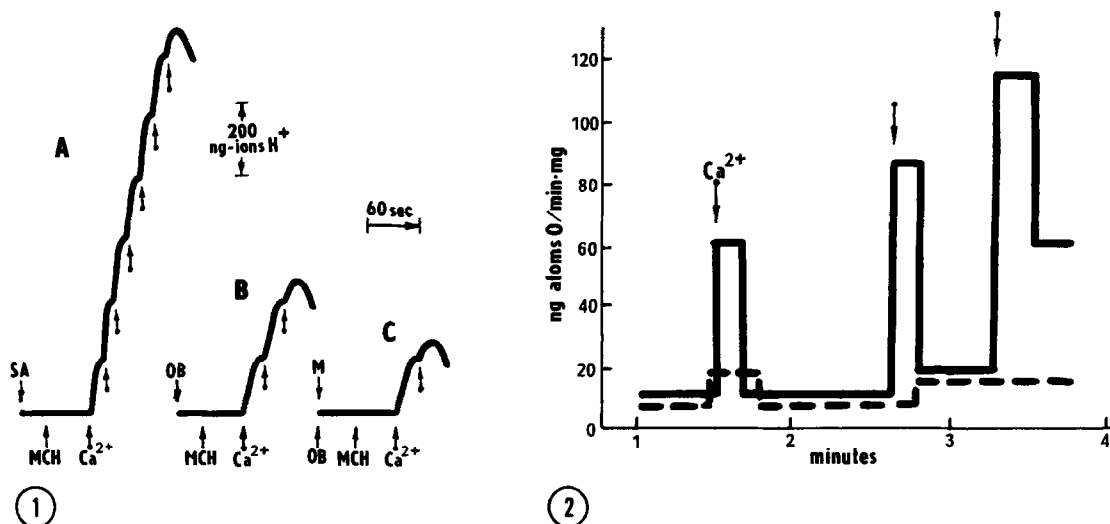 A
200
ng-ions H+
60 sec
B
C
SA
OB
M
MCH Ca2+
MCH Ca2+
OB MCH Ca2+
1
ng atoms O/min·mg
120
100
80
60
40
20
0
Ca2+
1 2 3 4
minutes
2